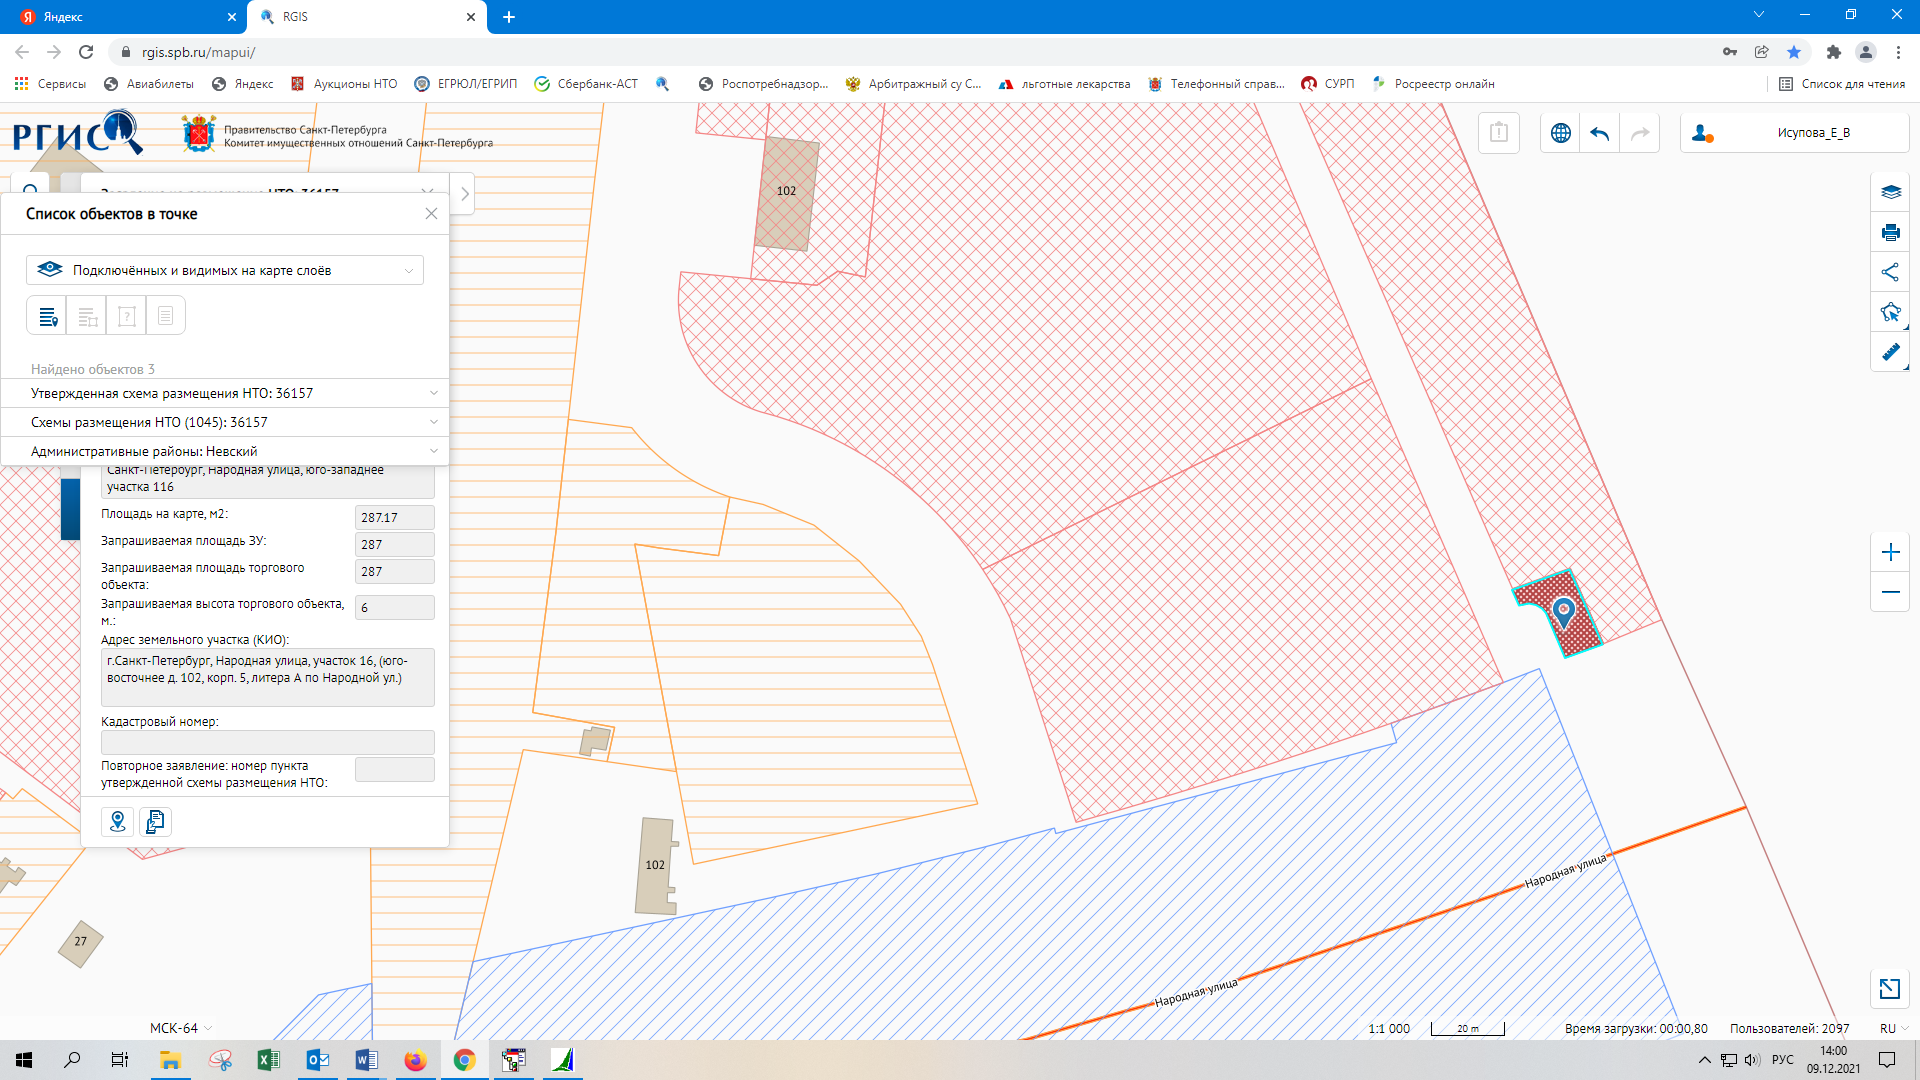 Яндекс
RGIS
rgis.spb.ru/mapui/
Сервисы
Авиабилеты
Яндекс
Аукционы НТО
ЕГРЮЛ/ЕГРИП
Сбербанк-АСТ
Роспотребнадзор...
Арбитражный су С...
льготные лекарства
Телефонный справ...
СУРП
Росреестр онлайн
Список для чтения
РГИС
Правительство Санкт-Петербурга
Комитет имущественных отношений Санкт-Петербурга
Исупова_Е_В
Список объектов в точке
Подключённых и видимых на карте слоёв
Найдено объектов 3
Утвержденная схема размещения НТО: 36157
Схемы размещения НТО (1045): 36157
Административные районы: Невский
Санкт-Петербург, Народная улица, юго-западнее
участка 116
Площадь на карте, м2:
287.17
Запрашиваемая площадь ЗУ:
287
Запрашиваемая площадь торгового
объекта:
287
Запрашиваемая высота торгового объекта,
м.:
6
Адрес земельного участка (КИО):
г.Санкт-Петербург, Народная улица, участок 16, (юго-
восточнее д. 102, корп. 5, литера А по Народной ул.)
Кадастровый номер:
Повторное заявление: номер пункта
утвержденной схемы размещения НТО:
102
102
27
Народная улица
Народная улица
МСК-64
1:1 000
20 m
Время загрузки: 00:00,80
Пользователей: 2097
RU
РУС
14:00
09.12.2021